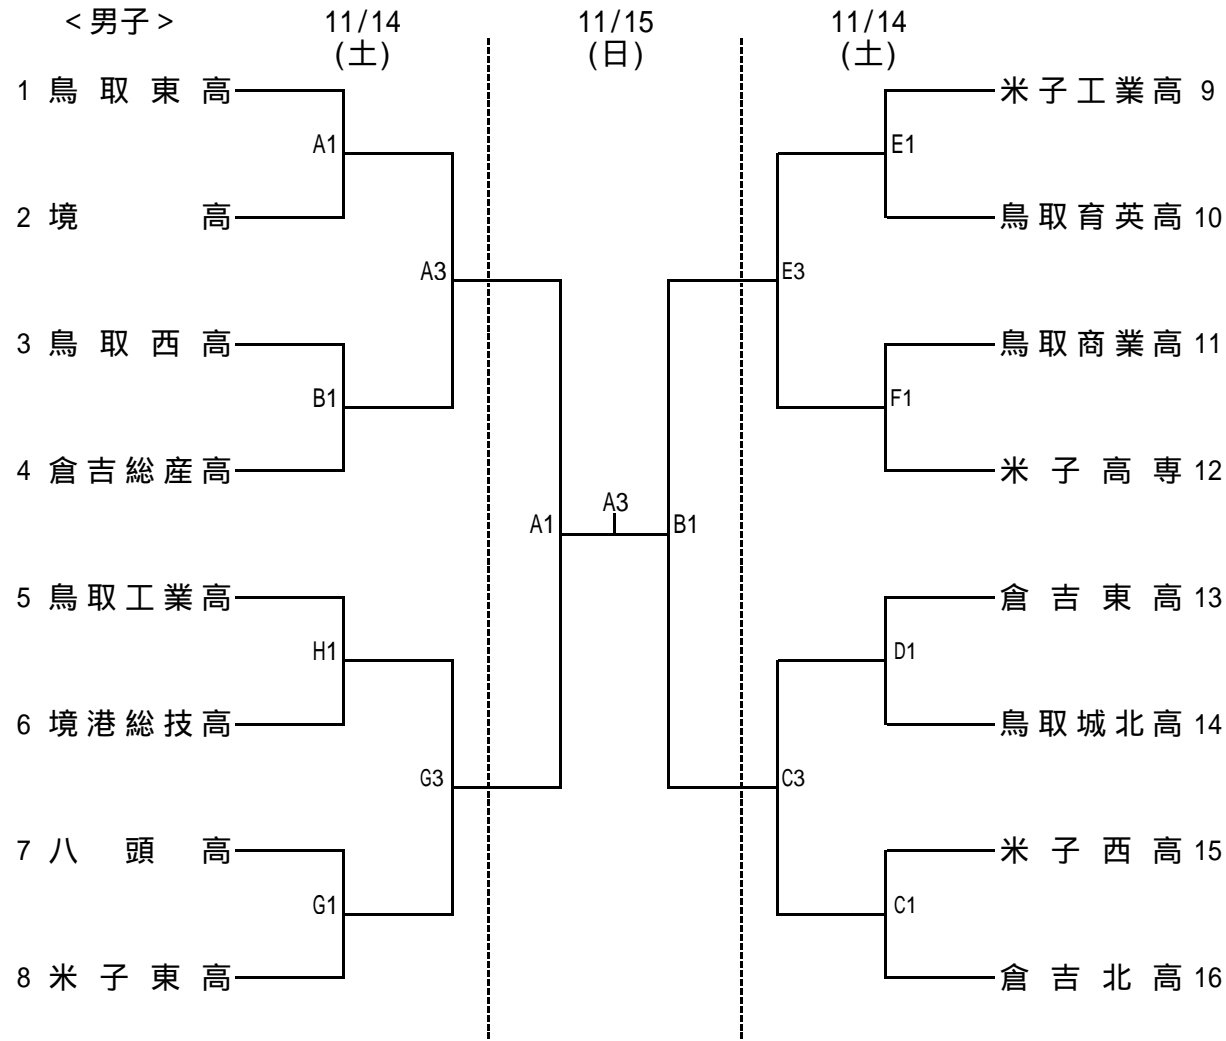 <男子>
11/14
(土)
11/15
(日)
11/14
(土)
1 鳥取東高
米子工業高 9
A1
E1
2 境高
鳥取育英高 10
A3
E3
3 鳥取西高
鳥取商業高 11
B1
F1
4 倉吉総産高
米子高専 12
A3
A1
B1
5 鳥取工業高
倉吉東高 13
H1
D1
6 境港総技高
鳥取城北高 14
G3
C3
7 八頭高
米子西高 15
G1
C1
8 米子東高
倉吉北高 16